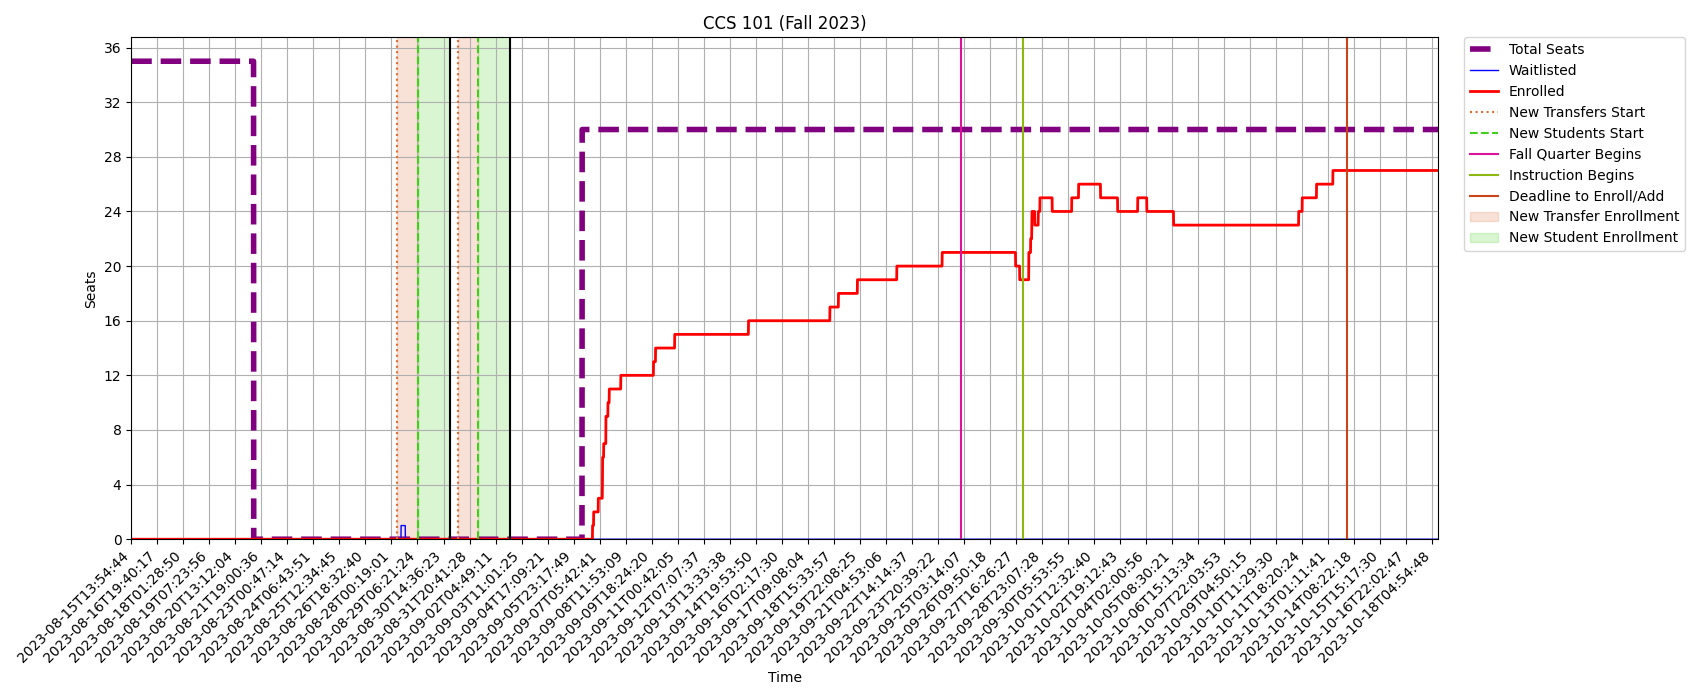 CCS 101 (Fall 2023)
36
32
28
24
20
16
12
8
4
0
Seats
2023-08-15T13:54:44
2023-08-16T19:40:17
2023-08-18T01:28:50
2023-08-19T07:23:56
2023-08-20T13:12:04
2023-08-21T19:00:36
2023-08-23T00:47:14
2023-08-24T06:43:51
2023-08-25T12:34:45
2023-08-26T18:32:40
2023-08-28T00:19:01
2023-08-29T06:21:24
2023-08-30T14:36:23
2023-08-31T20:41:28
2023-09-02T04:49:11
2023-09-03T11:01:25
2023-09-04T17:09:21
2023-09-05T23:17:49
2023-09-07T05:42:41
2023-09-08T11:53:09
2023-09-09T18:24:20
2023-09-11T00:42:05
2023-09-12T07:07:37
2023-09-13T13:33:38
2023-09-14T19:53:50
2023-09-16T02:17:30
2023-09-17T09:08:04
2023-09-18T15:33:57
2023-09-19T22:08:25
2023-09-21T04:53:06
2023-09-22T14:14:37
2023-09-23T20:39:22
2023-09-25T03:14:07
2023-09-26T09:50:18
2023-09-27T16:26:27
2023-09-28T23:07:28
2023-09-30T05:53:55
2023-10-01T12:32:40
2023-10-02T19:12:43
2023-10-04T02:00:56
2023-10-05T08:30:21
2023-10-06T15:13:34
2023-10-07T22:03:53
2023-10-09T04:50:15
2023-10-10T11:29:30
2023-10-11T18:20:24
2023-10-13T01:11:41
2023-10-14T08:22:18
2023-10-15T15:17:30
2023-10-16T22:02:47
2023-10-18T04:54:48
Time
Total Seats
Waitlisted
Enrolled
New Transfers Start
New Students Start
Fall Quarter Begins
Instruction Begins
Deadline to Enroll/Add
New Transfer Enrollment
New Student Enrollment